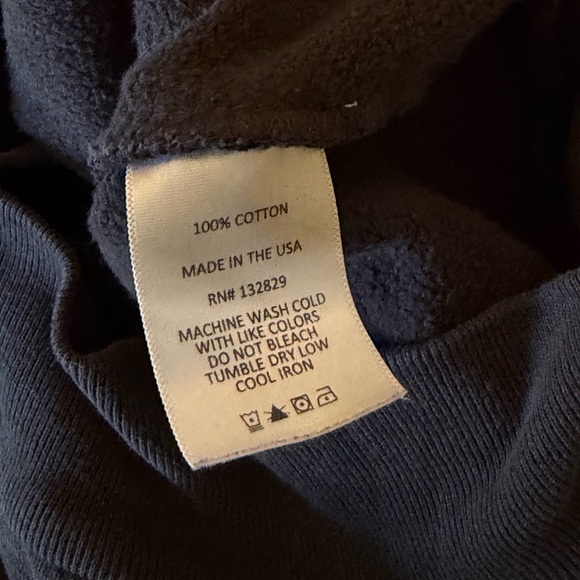 100% COTTON
MADE IN THE USA
RN# 132829
MACHINE WASH COLD
WITH LIKE COLORS
DO NOT BLEACH
TUMBLE DRY LOW
COOL IRON